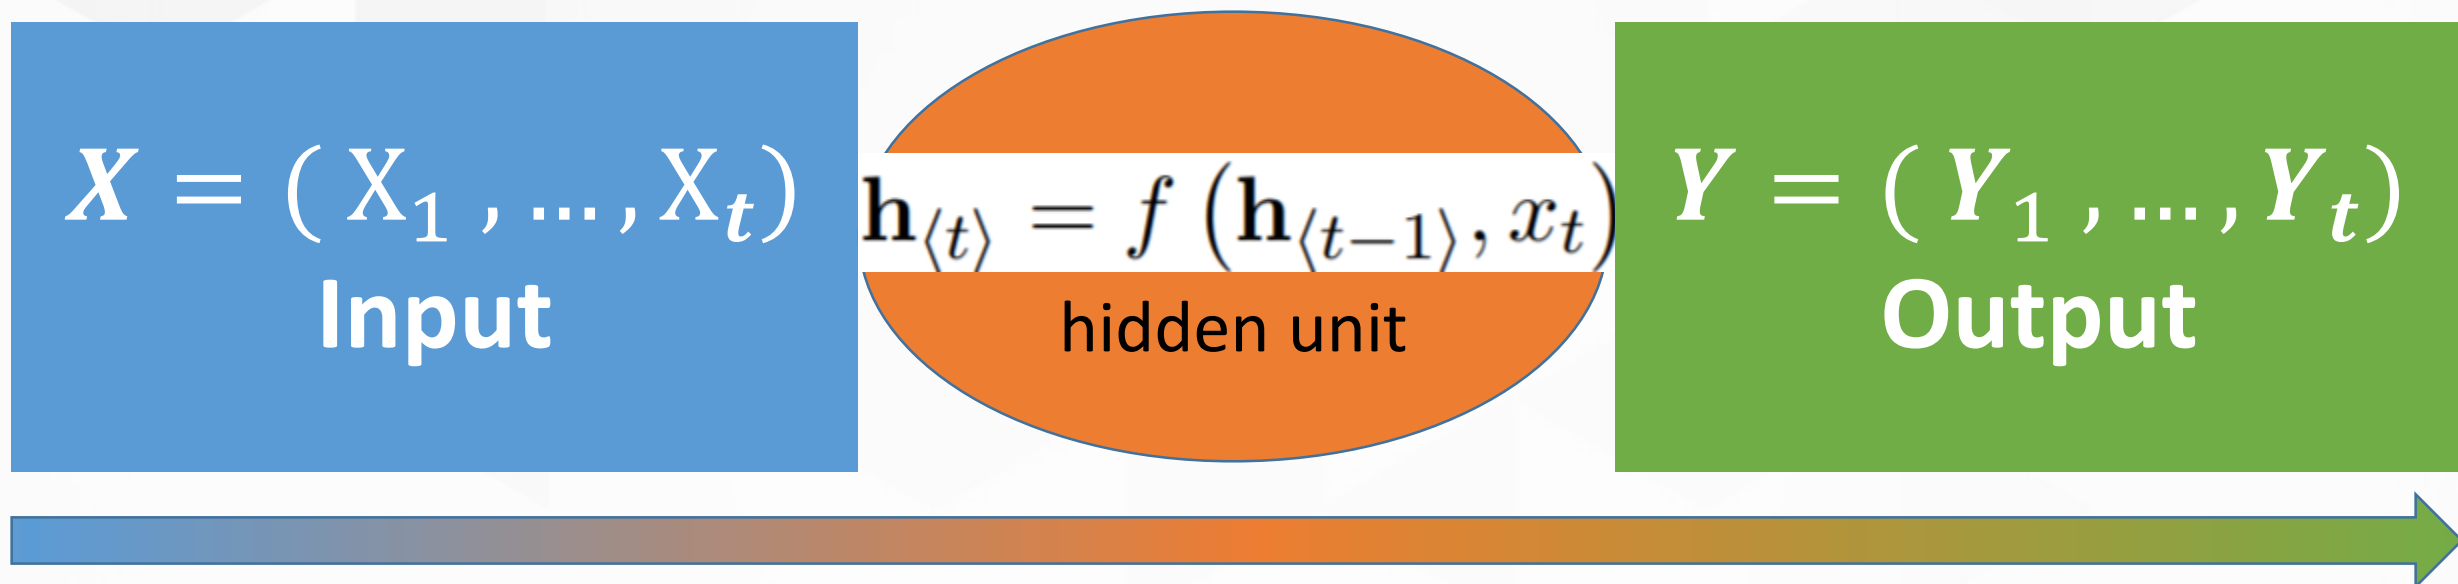 X = ( X₁ , … , Xₜ)
Input
h⟨t⟩ = f (h⟨t−1⟩, xₜ)
hidden unit
Y = ( Y₁ , … , Yₜ)
Output